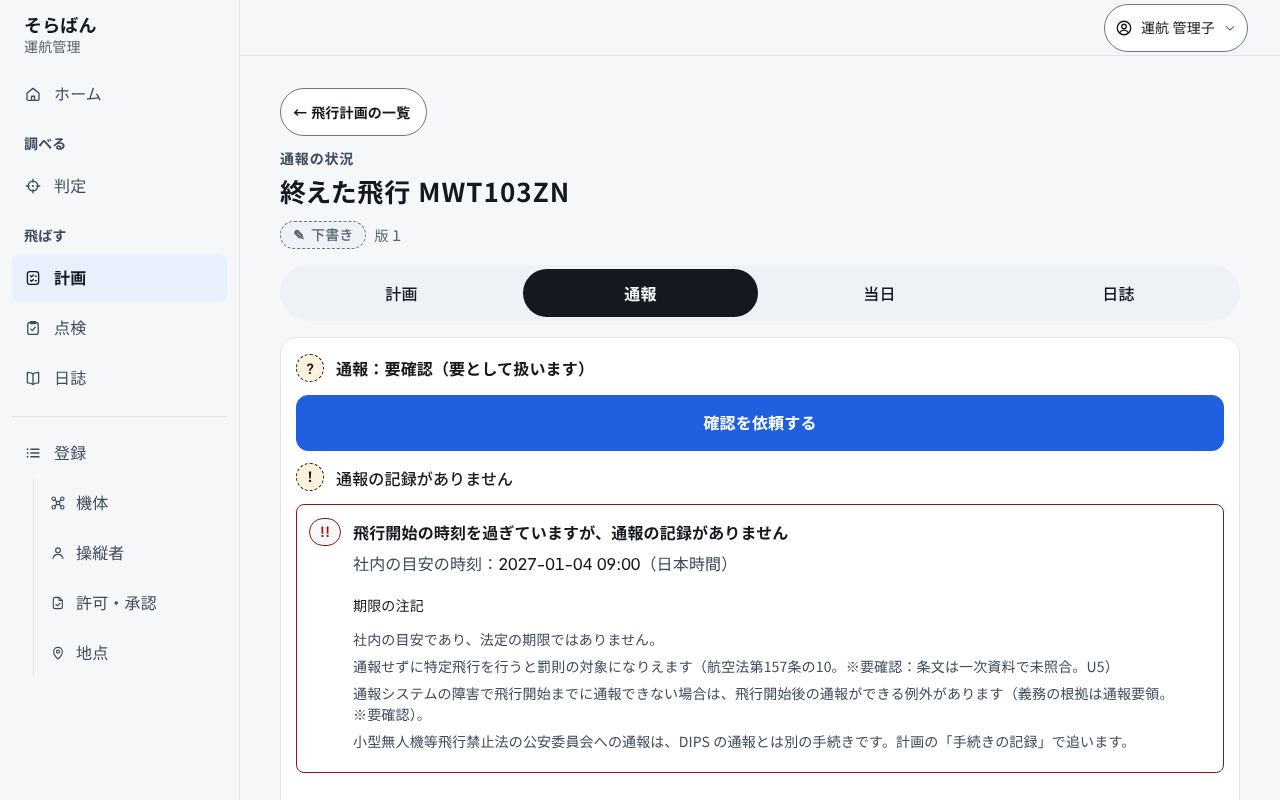 そらばん
運航管理
運航 管理子
ホーム
調べる
判定
飛ばす
計画
点検
日誌
登録
機体
操縦者
許可・承認
地点
← 飛行計画の一覧
通報の状況
終えた飛行 MWT103ZN
✎ 下書き 版 1
計画 通報 当日 日誌
? 通報：要確認（要として扱います）
確認を依頼する
! 通報の記録がありません
!! 飛行開始の時刻を過ぎていますが、通報の記録がありません
社内の目安の時刻：2027-01-04 09:00（日本時間）
期限の注記
社内の目安であり、法定の期限ではありません。
通報せずに特定飛行を行うと罰則の対象になりえます（航空法第157条の10。※要確認：条文は一次資料で未照合。U5）
通報システムの障害で飛行開始までに通報できない場合は、飛行開始後の通報ができる例外があります（義務の根拠は通報要領。
※要確認）。
小型無人機等飛行禁止法の公安委員会への通報は、DIPS の通報とは別の手続きです。計画の「手続きの記録」で追います。